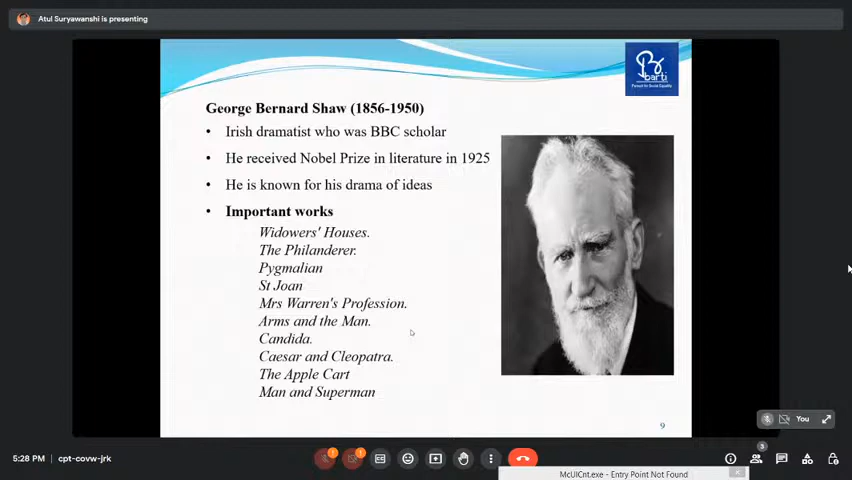 Atul Suryawanshi is presenting
barti
George Bernard Shaw (1856-1950)
• Irish dramatist who was BBC scholar
• He received Nobel Prize in literature in 1925
• He is known for his drama of ideas
• Important works
Widowers' Houses.
The Philanderer.
Pygmalian
St Joan
Mrs Warren's Profession.
Arms and the Man.
Candida.
Caesar and Cleopatra.
The Apple Cart
Man and Superman
9
You
3
5:28 PM | cpt-covw-jrk
McUICnt.exe - Entry Point Not Found